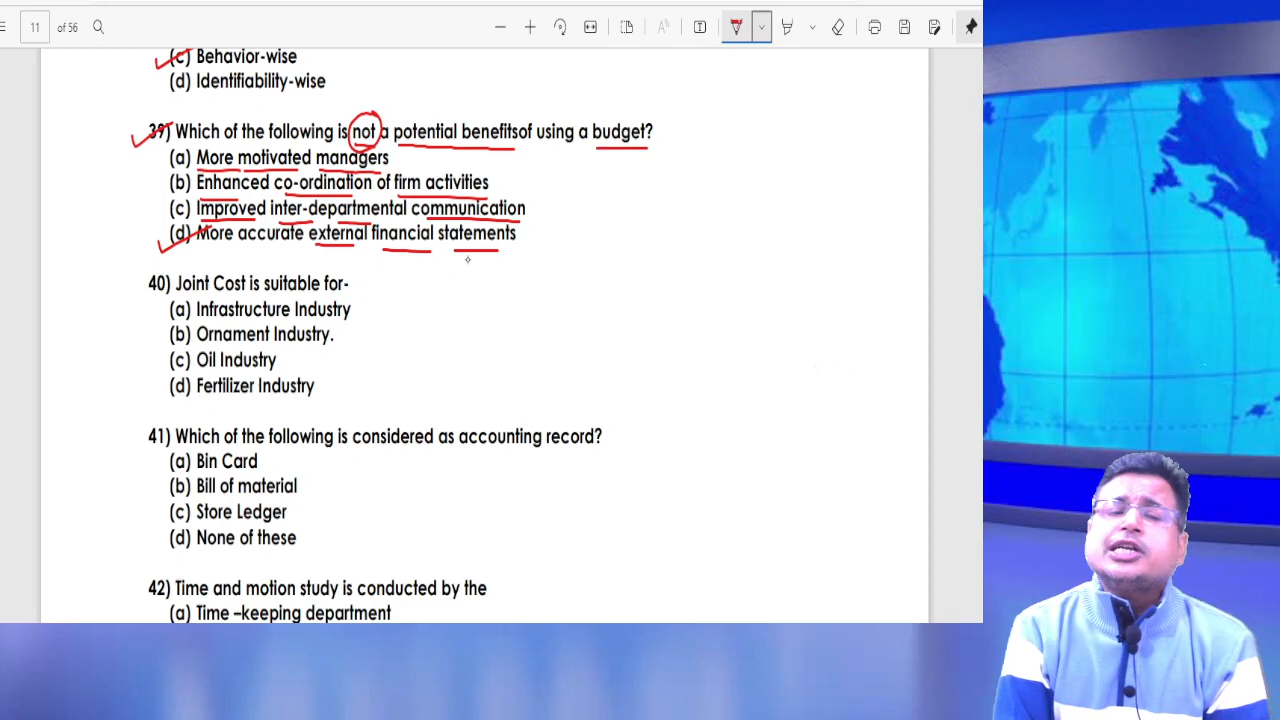 11 of 56
(c) Behavior-wise
(d) Identifiability-wise
39) Which of the following is not a potential benefitsof using a budget?
(a) More motivated managers
(b) Enhanced co-ordination of firm activities
(c) Improved inter-departmental communication
(d) More accurate external financial statements
40) Joint Cost is suitable for-
(a) Infrastructure Industry
(b) Ornament Industry.
(c) Oil Industry
(d) Fertilizer Industry
41) Which of the following is considered as accounting record?
(a) Bin Card
(b) Bill of material
(c) Store Ledger
(d) None of these
42) Time and motion study is conducted by the
(a) Time –keeping department